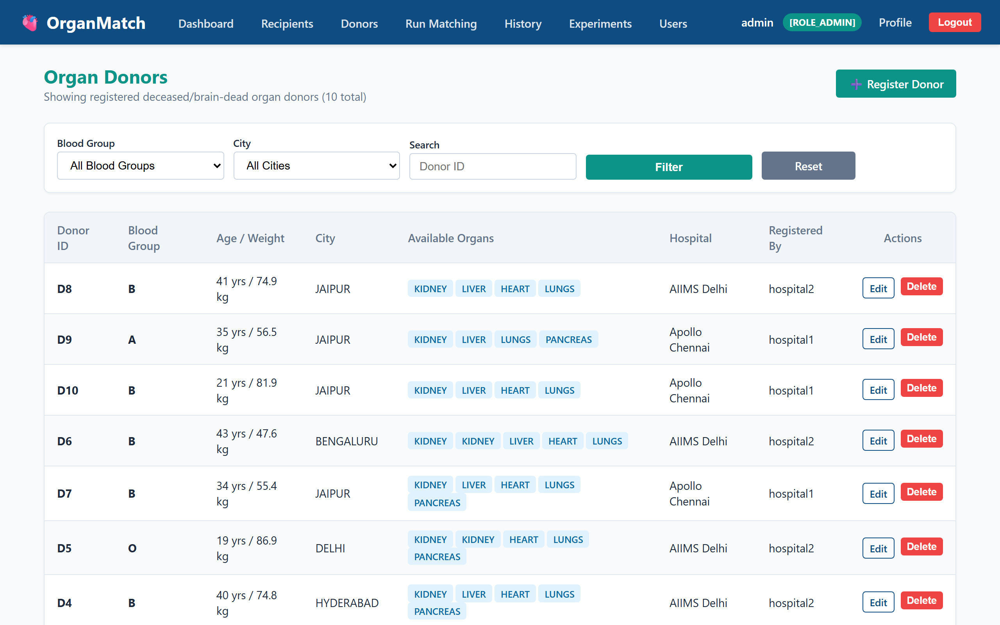 OrganMatch Dashboard Recipients Donors Run Matching History Experiments Users admin [ROLE_ADMIN] Profile Logout
Organ Donors
Showing registered deceased/brain-dead organ donors (10 total)
Register Donor
Blood Group City Search
All Blood Groups All Cities Donor ID Filter Reset
Donor ID Blood Group Age / Weight City Available Organs Hospital Registered By Actions
D8 B 41 yrs / 74.9 kg JAIPUR KIDNEY LIVER HEART LUNGS AIIMS Delhi hospital2 Edit Delete
D9 A 35 yrs / 56.5 kg JAIPUR KIDNEY LIVER LUNGS PANCREAS Apollo Chennai hospital1 Edit Delete
D10 B 21 yrs / 81.9 kg JAIPUR KIDNEY LIVER HEART LUNGS Apollo Chennai hospital1 Edit Delete
D6 B 43 yrs / 47.6 kg BENGALURU KIDNEY KIDNEY LIVER HEART LUNGS AIIMS Delhi hospital2 Edit Delete
D7 B 34 yrs / 55.4 kg JAIPUR KIDNEY LIVER HEART LUNGS PANCREAS Apollo Chennai hospital1 Edit Delete
D5 O 19 yrs / 86.9 kg DELHI KIDNEY KIDNEY HEART LUNGS PANCREAS AIIMS Delhi hospital2 Edit Delete
D4 B 40 yrs / 74.8 kg HYDERABAD KIDNEY LIVER HEART LUNGS PANCREAS AIIMS Delhi hospital2 Edit Delete